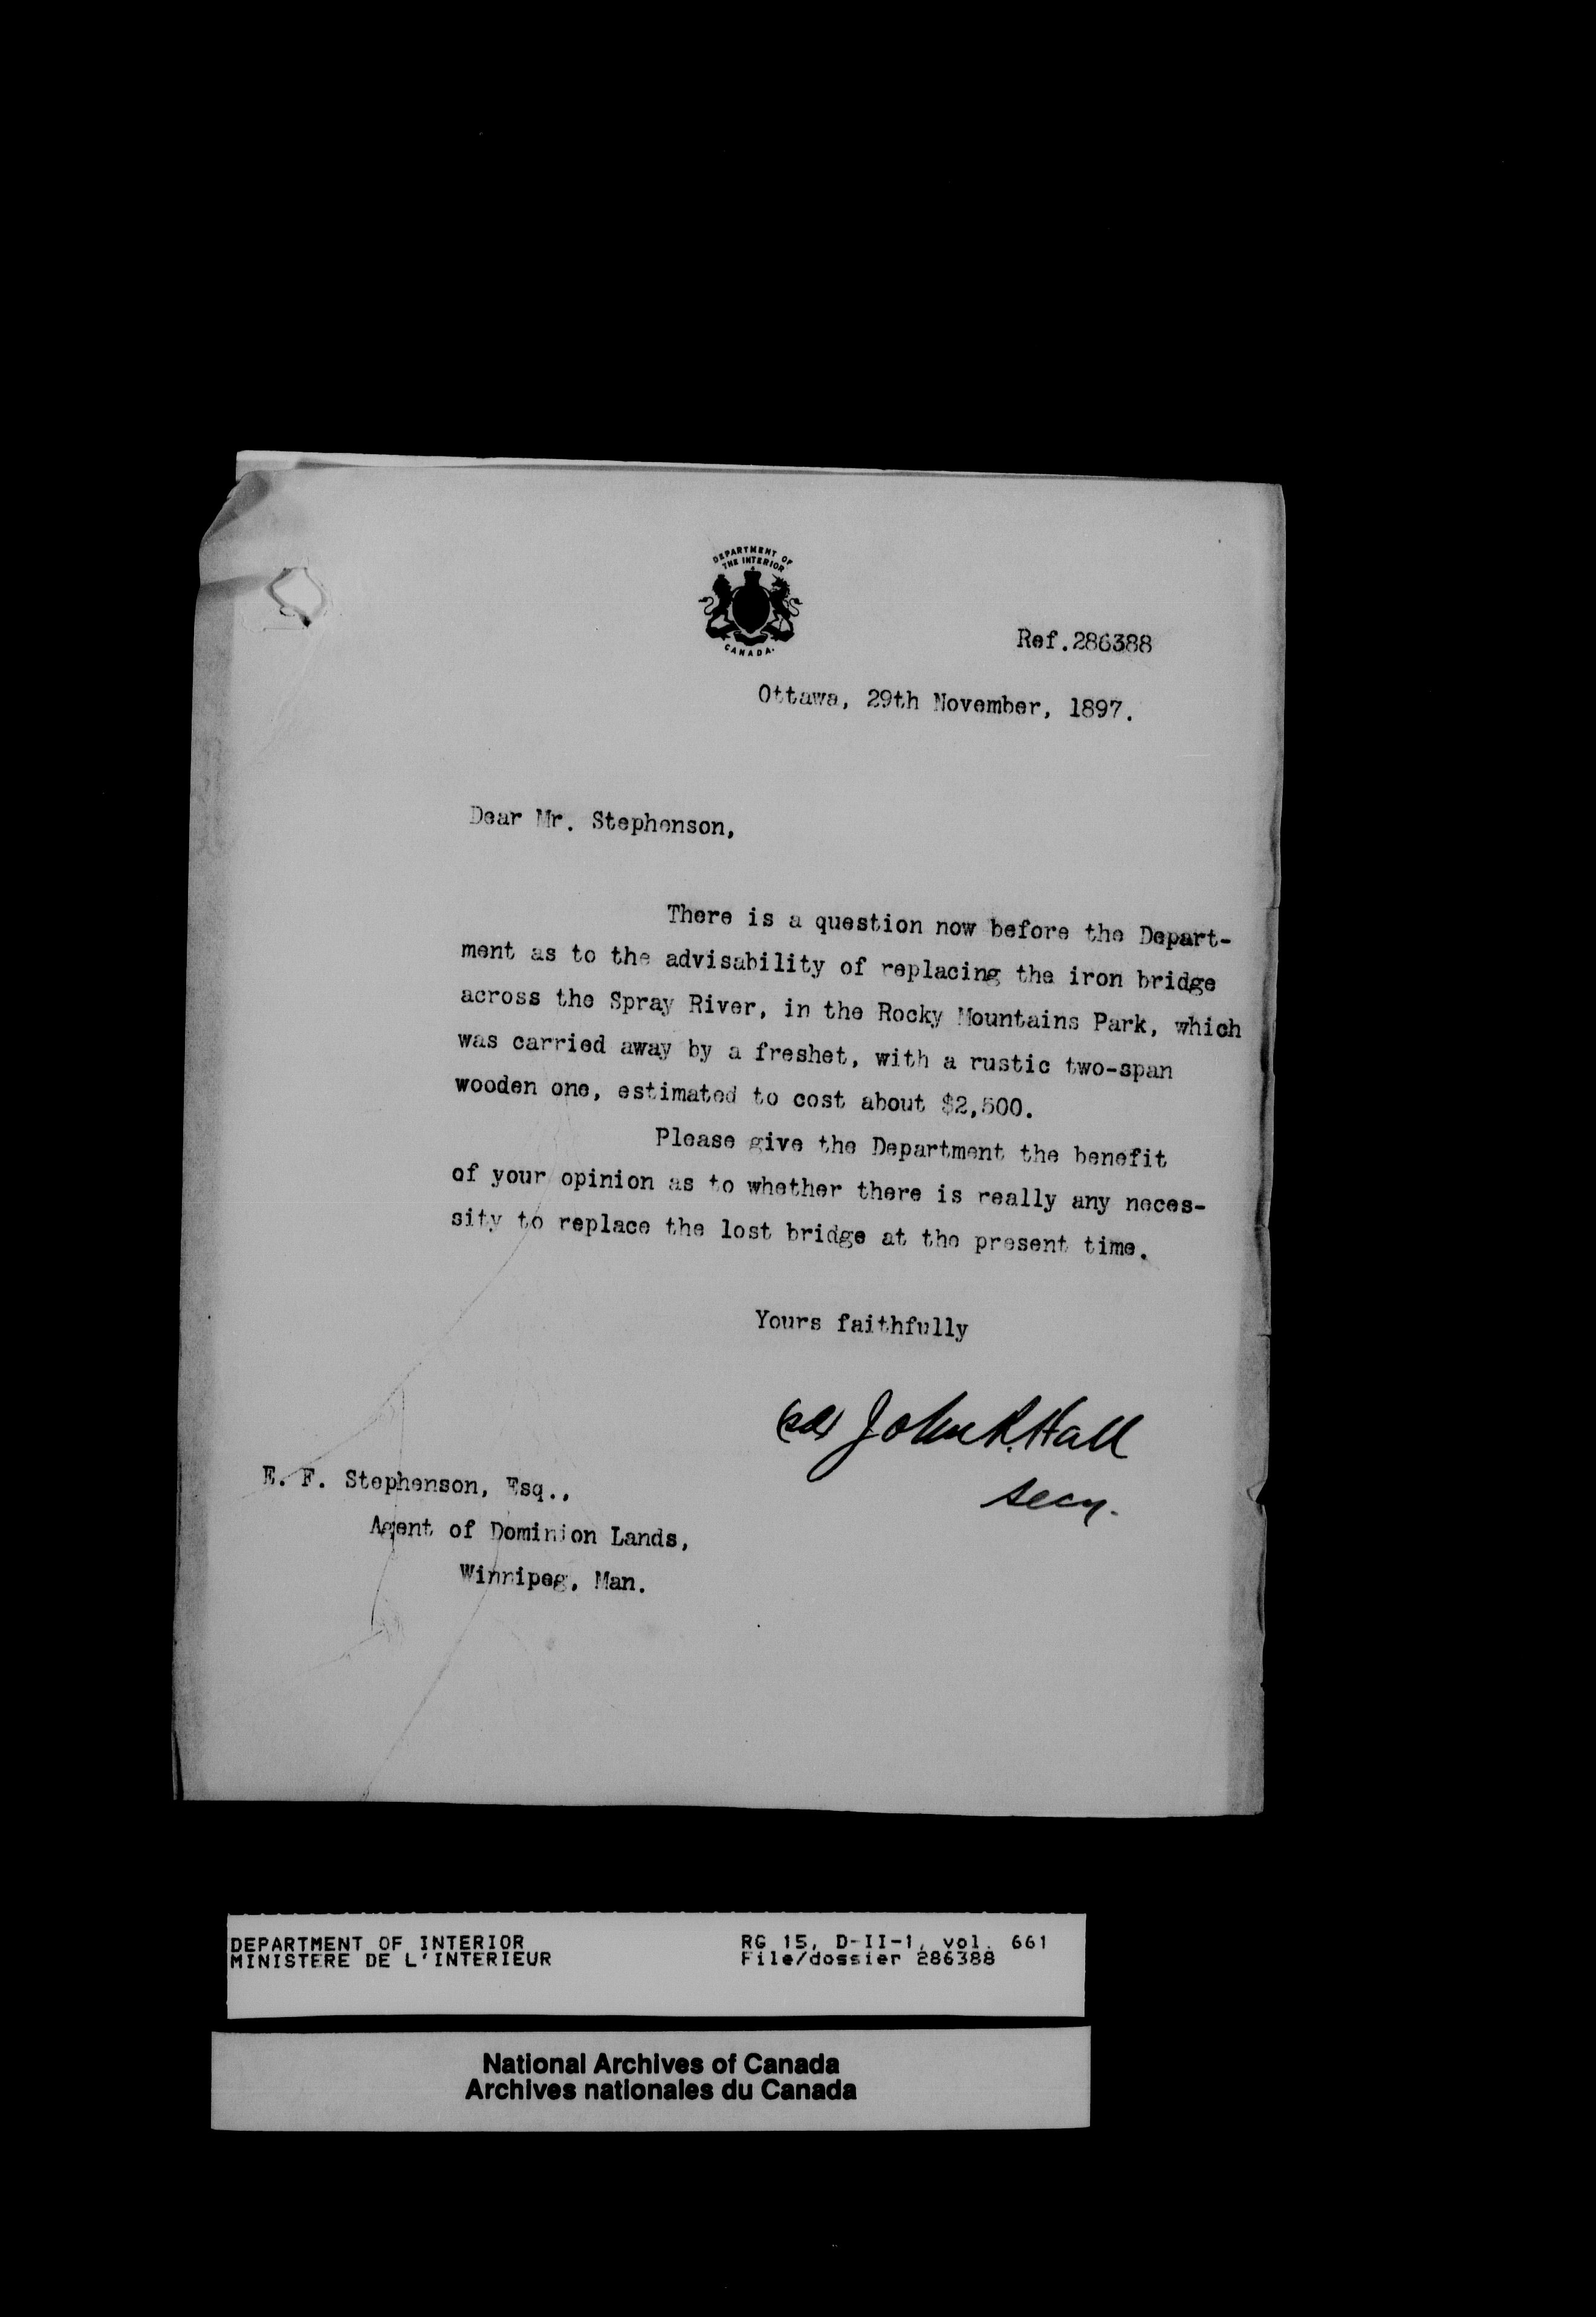 DEPARTMENT OF
THE INTERIOR
CANADA.
Ref.286388
Ottawa, 29th November, 1897.
Dear Mr. Stephenson,
There is a question now before the Depart-
ment as to the advisability of replacing the iron bridge
across the Spray River, in the Rocky Mountains Park, which
was carried away by a freshet, with a rustic two-span
wooden one, estimated to cost about $2,500.
Please give the Department the benefit
of your opinion as to whether there is really any neces-
sity to replace the lost bridge at the present time.
Yours faithfully
(sd) John R. Hall
Secy.
E. F. Stephenson, Esq.,
Agent of Dominion Lands,
Winnipeg, Man.
DEPARTMENT OF INTERIOR RG 15, D-II-1, vol. 661
MINISTERE DE L'INTERIEUR File/dossier 286388
National Archives of Canada
Archives nationales du Canada